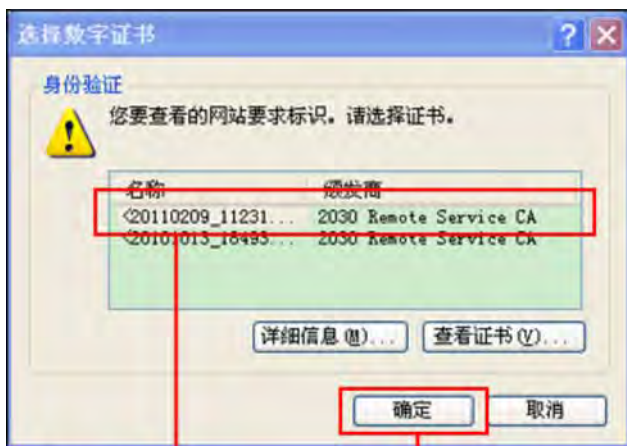 选择数字证书
身份验证
您要查看的网站要求标识。请选择证书。
名称 颁发商
<20110209_11231... 2030 Remote Service CA
<20101013_18493... 2030 Remote Service CA
详细信息(M)... 查看证书(V)...
确定 取消